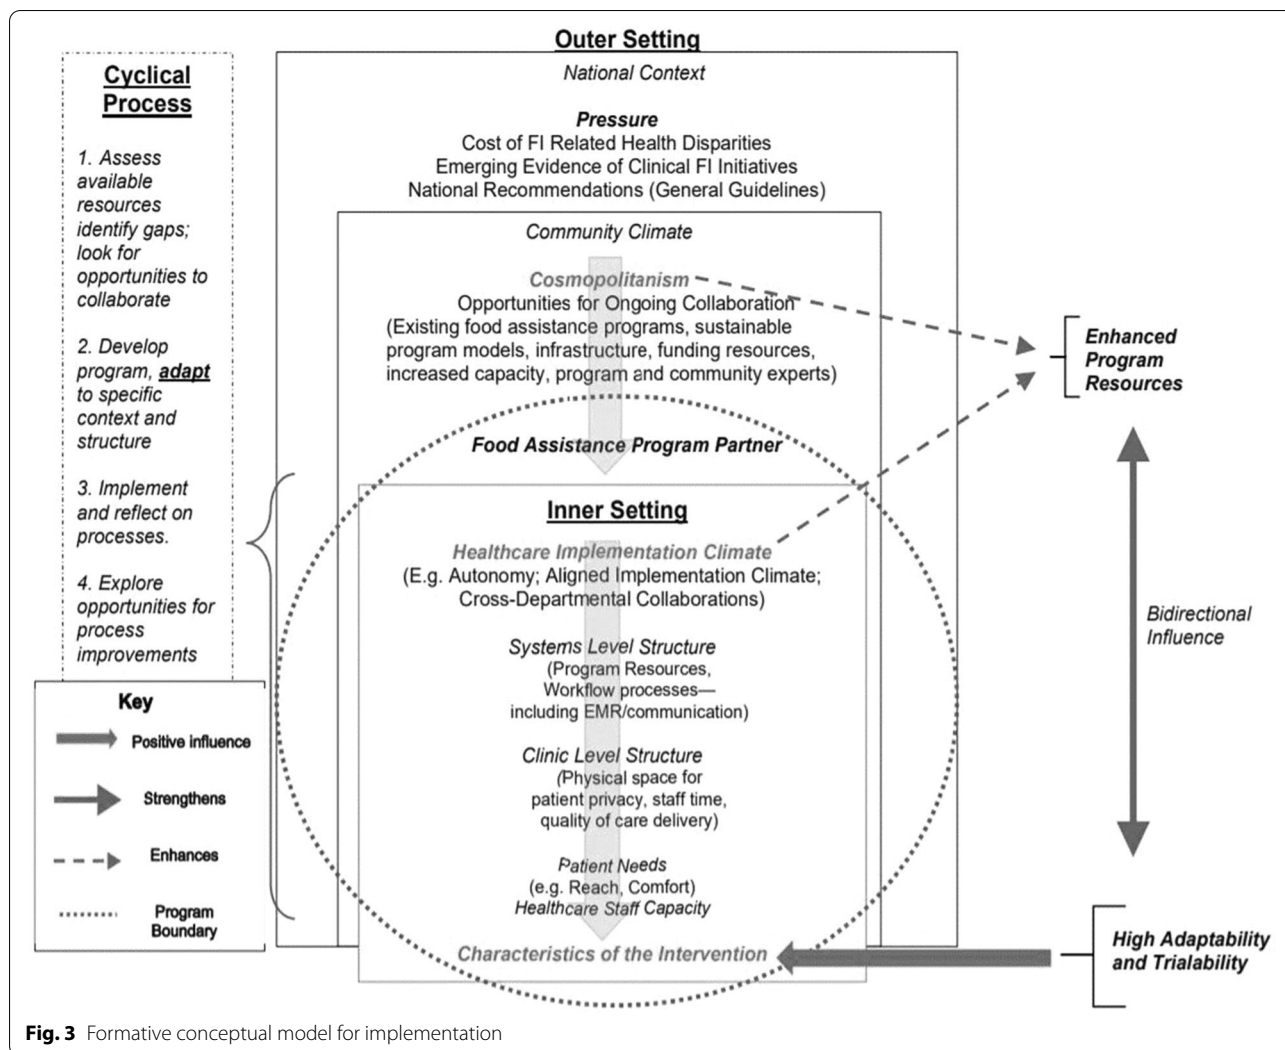 Cyclical
Process
1. Assess
available
resources
identify gaps;
look for
opportunities to
collaborate
2. Develop
program, adapt
to specific
context and
structure
3. Implement
and reflect on
processes.
4. Explore
opportunities for
process
improvements
Key
Positive influence
Strengthens
Enhances
Program
Boundary
Outer Setting
National Context
Pressure
Cost of FI Related Health Disparities
Emerging Evidence of Clinical FI Initiatives
National Recommendations (General Guidelines)
Community Climate
Cosmopolitanism
Opportunities for Ongoing Collaboration
(Existing food assistance programs, sustainable
program models, infrastructure, funding resources,
increased capacity, program and community experts)
Food Assistance Program Partner
Inner Setting
Healthcare Implementation Climate
(E.g. Autonomy; Aligned Implementation Climate;
Cross-Departmental Collaborations)
Systems Level Structure
(Program Resources,
Workflow processes—
including EMR/communication)
Clinic Level Structure
(Physical space for
patient privacy, staff time,
quality of care delivery)
Patient Needs
(e.g. Reach, Comfort)
Healthcare Staff Capacity
Characteristics of the Intervention
Enhanced
Program
Resources
Bidirectional
Influence
High Adaptability
and Trialability
Fig. 3 Formative conceptual model for implementation